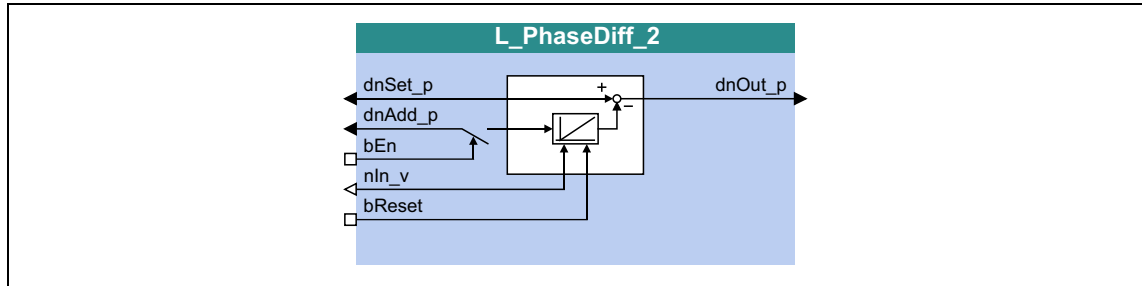 L_PhaseDiff_2
dnSet_p
+
dnOut_p
−
dnAdd_p
bEn
nIn_v
bReset